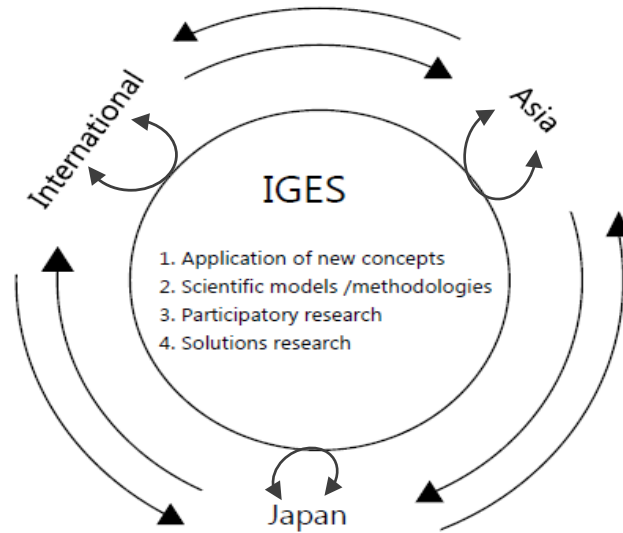 International
Asia
IGES
1. Application of new concepts
2. Scientific models /methodologies
3. Participatory research
4. Solutions research
Japan